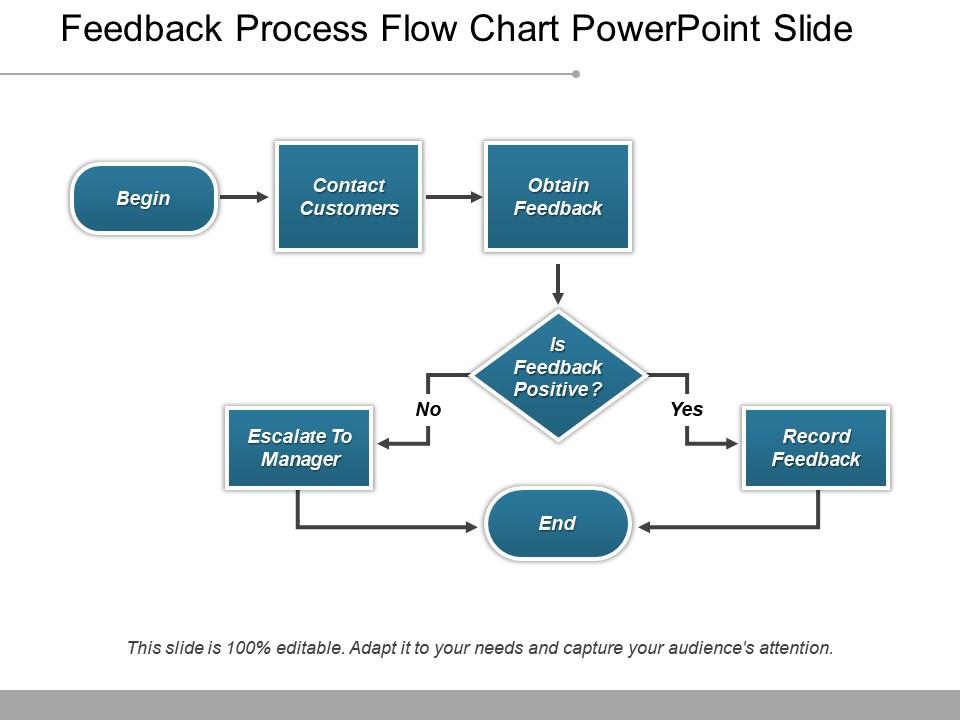 Feedback Process Flow Chart PowerPoint Slide
Begin
Contact
Customers
Obtain
Feedback
Is
Feedback
Positive?
No
Yes
Escalate To
Manager
Record
Feedback
End
This slide is 100% editable. Adapt it to your needs and capture your audience's attention.